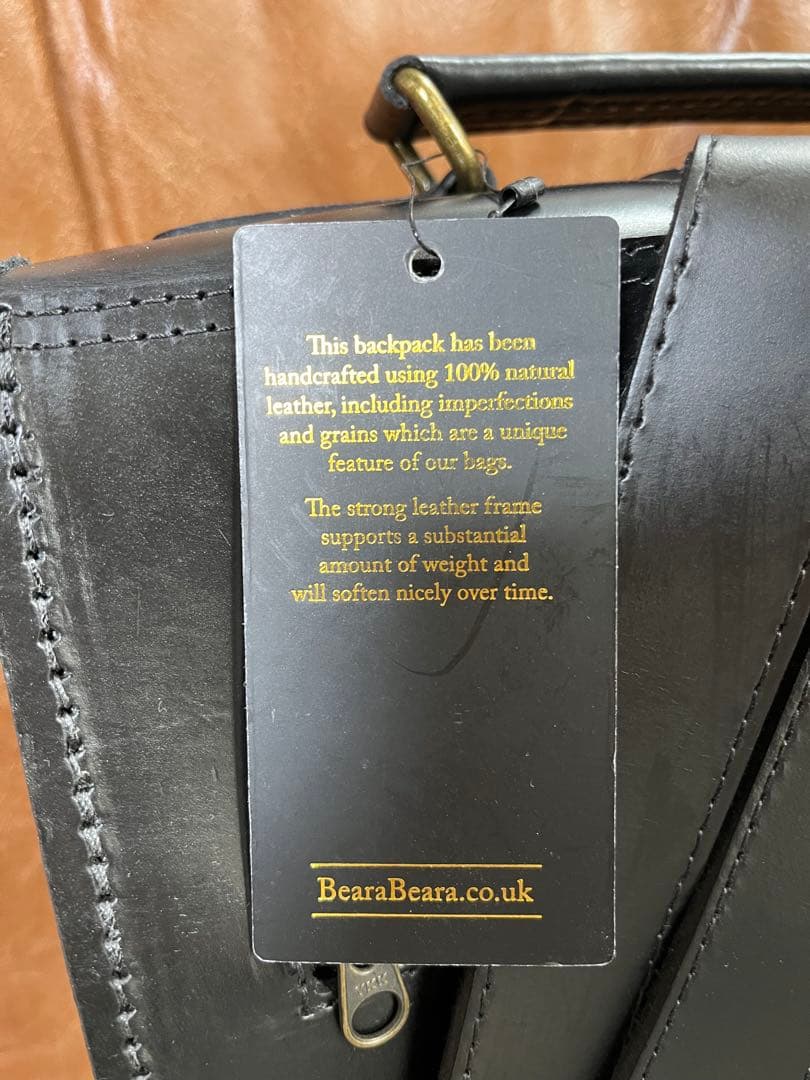 This backpack has been
handcrafted using 100% natural
leather, including imperfections
and grains which are a unique
feature of our bags.
The strong leather frame
supports a substantial
amount of weight and
will soften nicely over time.
BearaBeara.co.uk
YKK